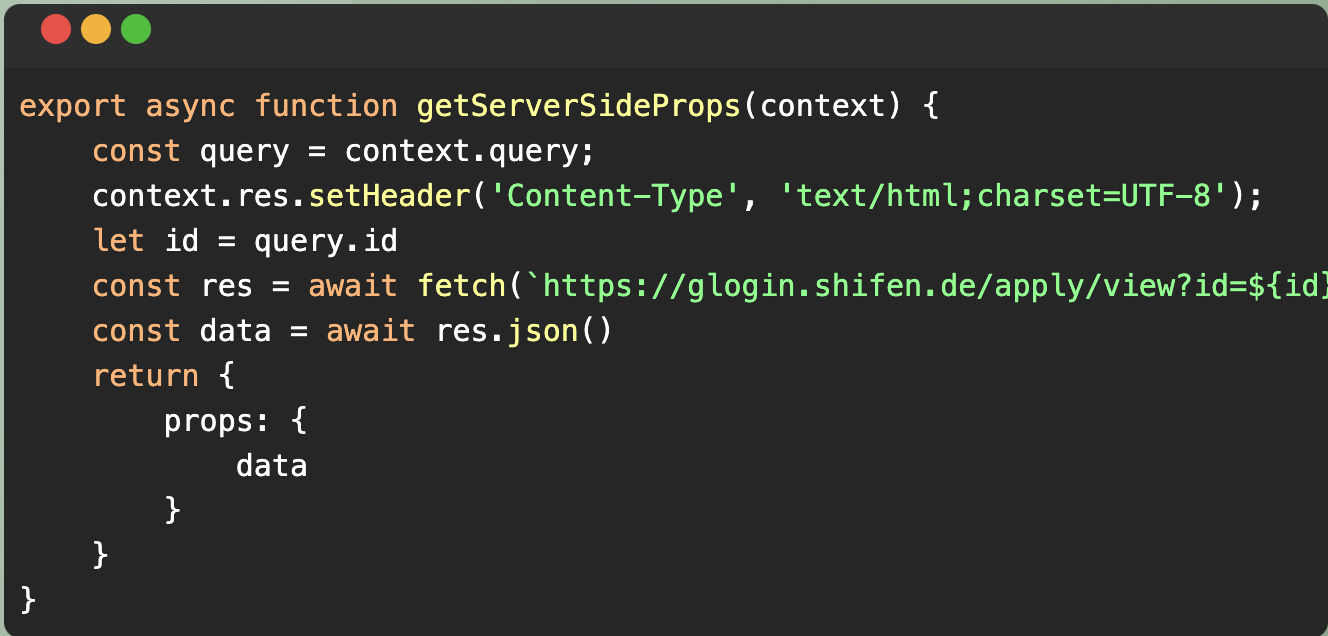 export async function getServerSideProps(context) {
    const query = context.query;
    context.res.setHeader('Content-Type', 'text/html;charset=UTF-8');
    let id = query.id
    const res = await fetch(`https://glogin.shifen.de/apply/view?id=${id}
    const data = await res.json()
    return {
        props: {
            data
        }
    }
}